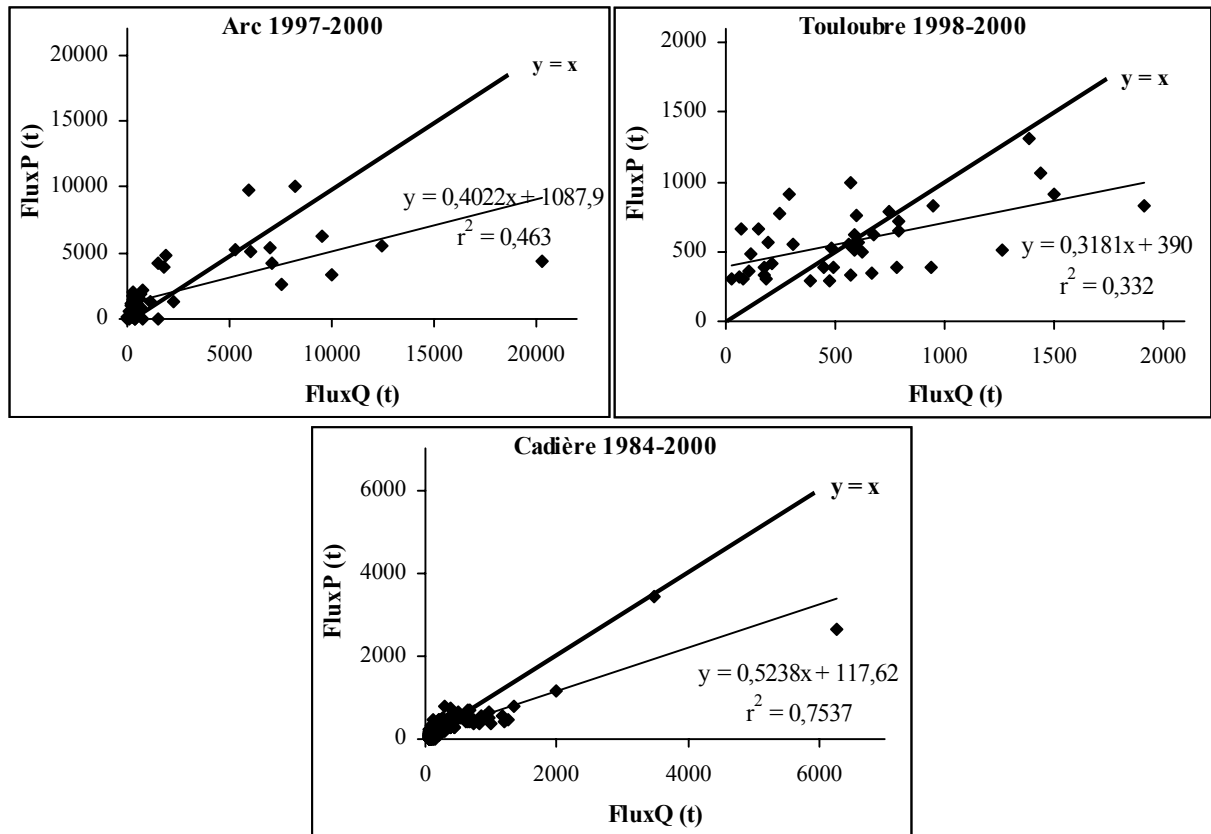 Arc 1997-2000
20000
15000
10000
5000
0
FluxP (t)
y = x
y = 0,4022x + 1087,9
r² = 0,463
0 5000 10000 15000 20000
FluxQ (t)
Touloubre 1998-2000
2000
1500
1000
500
0
FluxP (t)
y = x
y = 0,3181x + 390
r² = 0,332
0 500 1000 1500 2000
FluxQ (t)
Cadière 1984-2000
6000
4000
2000
0
FluxP (t)
y = x
y = 0,5238x + 117,62
r² = 0,7537
0 2000 4000 6000
FluxQ (t)